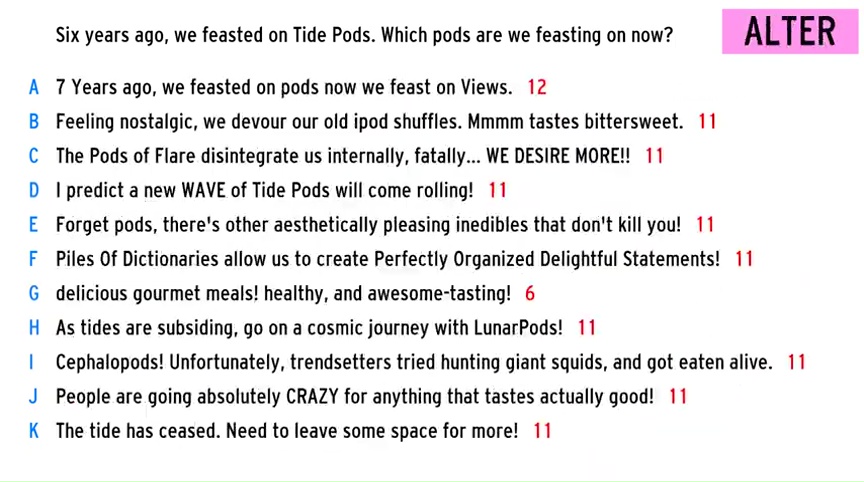 Six years ago, we feasted on Tide Pods. Which pods are we feasting on now?
ALTER
A 7 Years ago, we feasted on pods now we feast on Views. 12
B Feeling nostalgic, we devour our old ipod shuffles. Mmmm tastes bittersweet. 11
C The Pods of Flare disintegrate us internally, fatally... WE DESIRE MORE!! 11
D I predict a new WAVE of Tide Pods will come rolling! 11
E Forget pods, there's other aesthetically pleasing inedibles that don't kill you! 11
F Piles Of Dictionaries allow us to create Perfectly Organized Delightful Statements! 11
G delicious gourmet meals! healthy, and awesome-tasting! 6
H As tides are subsiding, go on a cosmic journey with LunarPods! 11
I Cephalopods! Unfortunately, trendsetters tried hunting giant squids, and got eaten alive. 11
J People are going absolutely CRAZY for anything that tastes actually good! 11
K The tide has ceased. Need to leave some space for more! 11